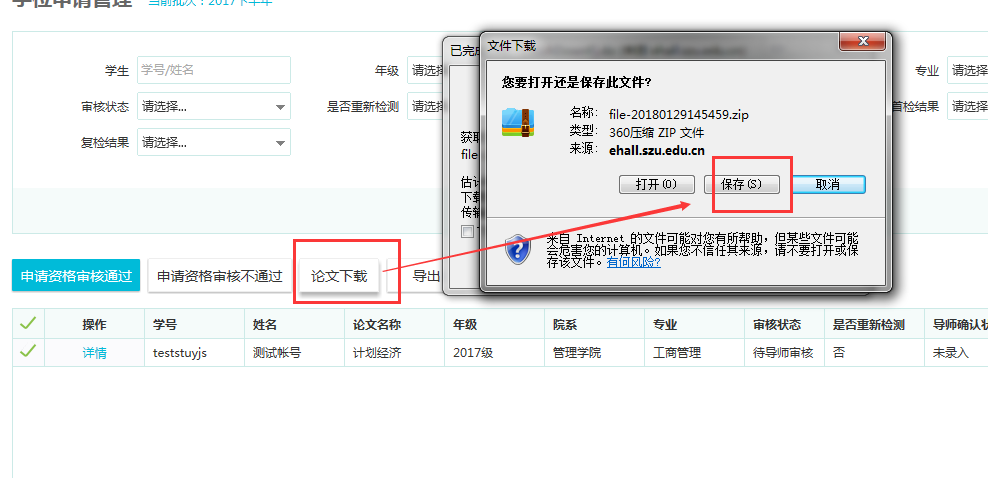 学位申请管理 当前批次：2017下半年
学生 学号/姓名 年级 请选 专业 请选择
审核状态 请选择... 是否重新检测 请选 首检结果 请选择
复检结果 请选择...
已完成
获取
file
估计
下载
传输
文件下载
您要打开还是保存此文件?
名称: file-20180129145459.zip
类型: 360压缩 ZIP 文件
来源: ehall.szu.edu.cn
打开(O) 保存(S) 取消
来自 Internet 的文件可能对您有所帮助，但某些文件可能
会危害您的计算机。如果您不信任其来源，请不要打开或保
存该文件。有何风险?
申请资格审核通过 申请资格审核不通过 论文下载 导出
操作 学号 姓名 论文名称 年级 院系 专业 审核状态 是否重新检测 导师确认状
详情 teststuyjs 测试帐号 计划经济 2017级 管理学院 工商管理 待导师审核 否 未录入